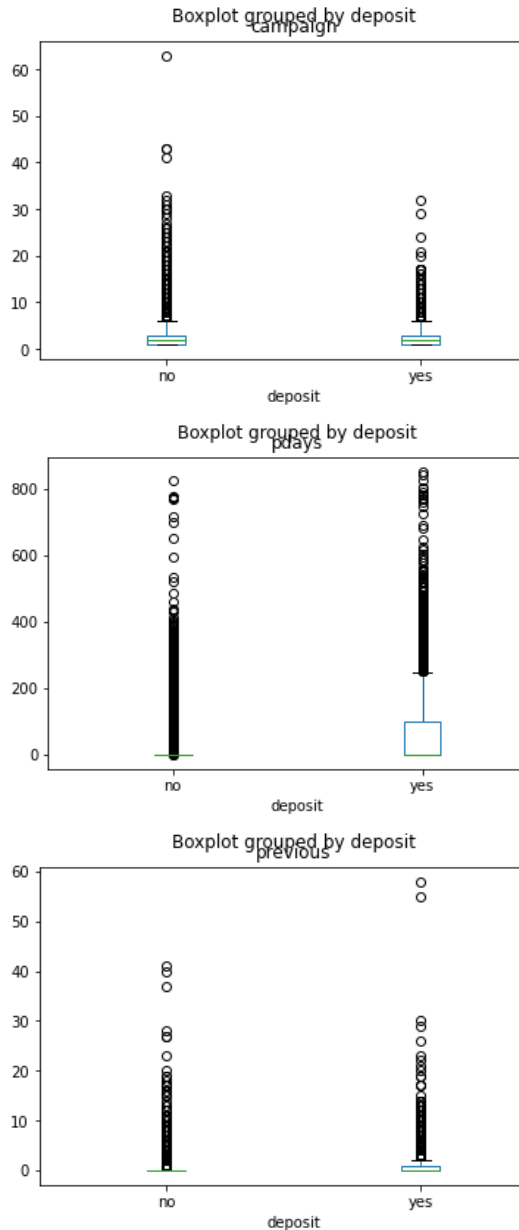 Boxplot grouped by deposit
campaign
60
50
40
30
20
10
0
no yes
deposit
Boxplot grouped by deposit
pdays
800
600
400
200
0
no yes
deposit
Boxplot grouped by deposit
previous
60
50
40
30
20
10
0
no yes
deposit